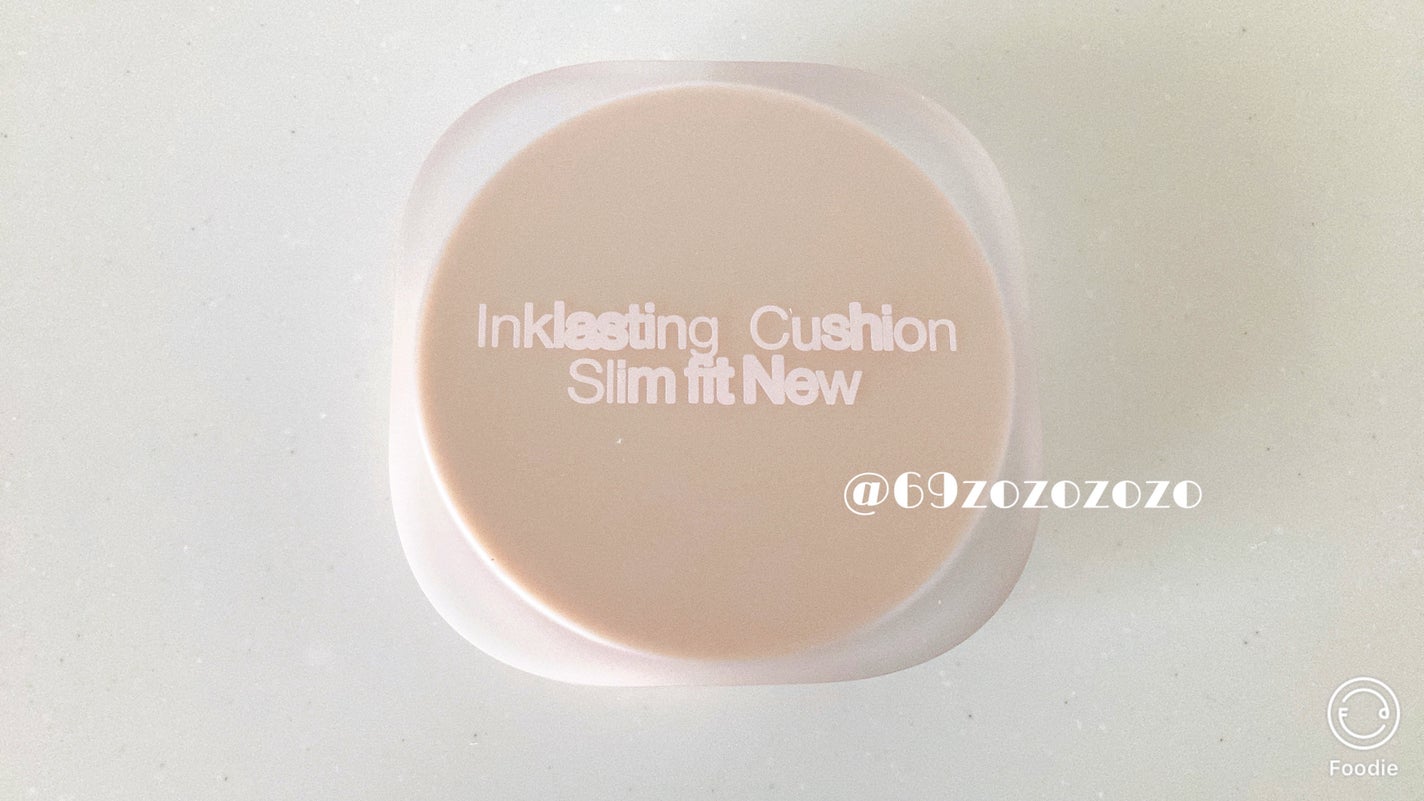 Inklasting Cushion
Slim fit New
@69zozozozo
Foodie